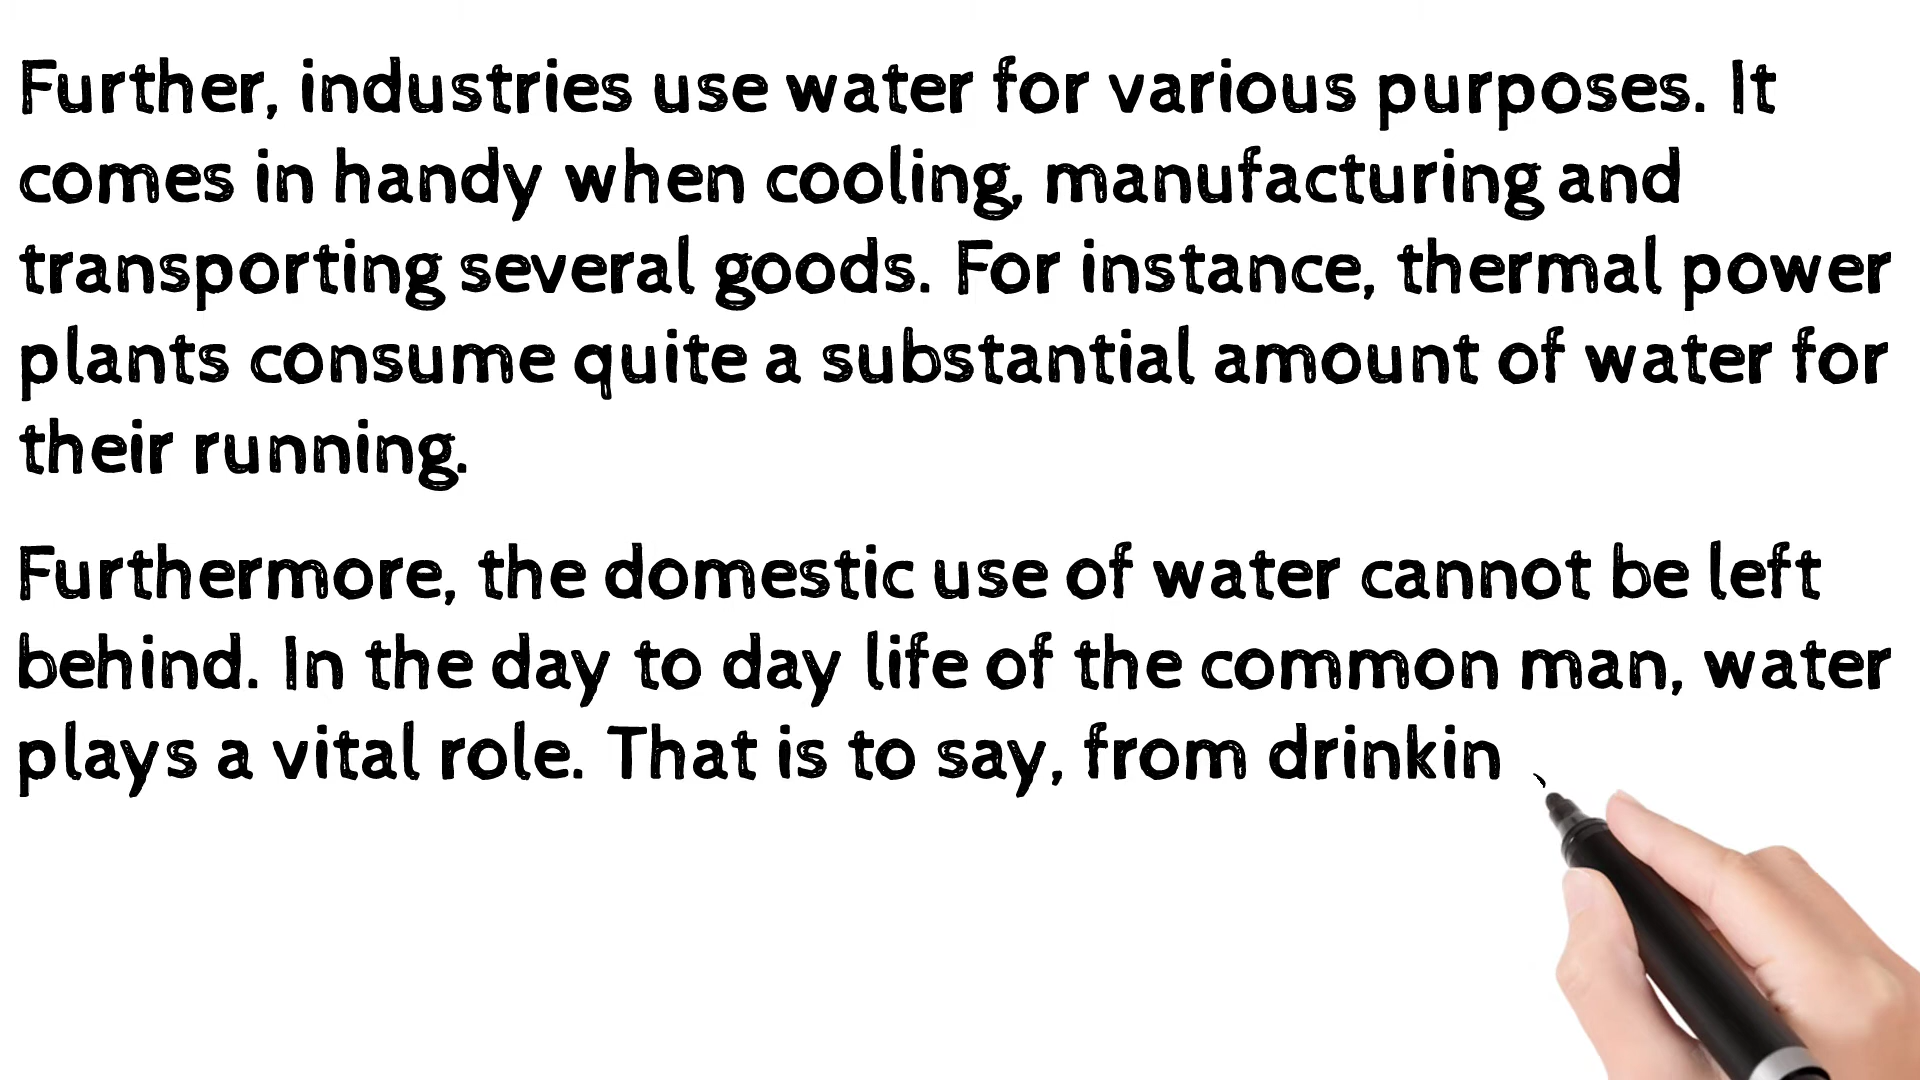 Further, industries use water for various purposes. It
comes in handy when cooling, manufacturing and
transporting several goods. For instance, thermal power
plants consume quite a substantial amount of water for
their running.
Furthermore, the domestic use of water cannot be left
behind. In the day to day life of the common man, water
plays a vital role. That is to say, from drinkin